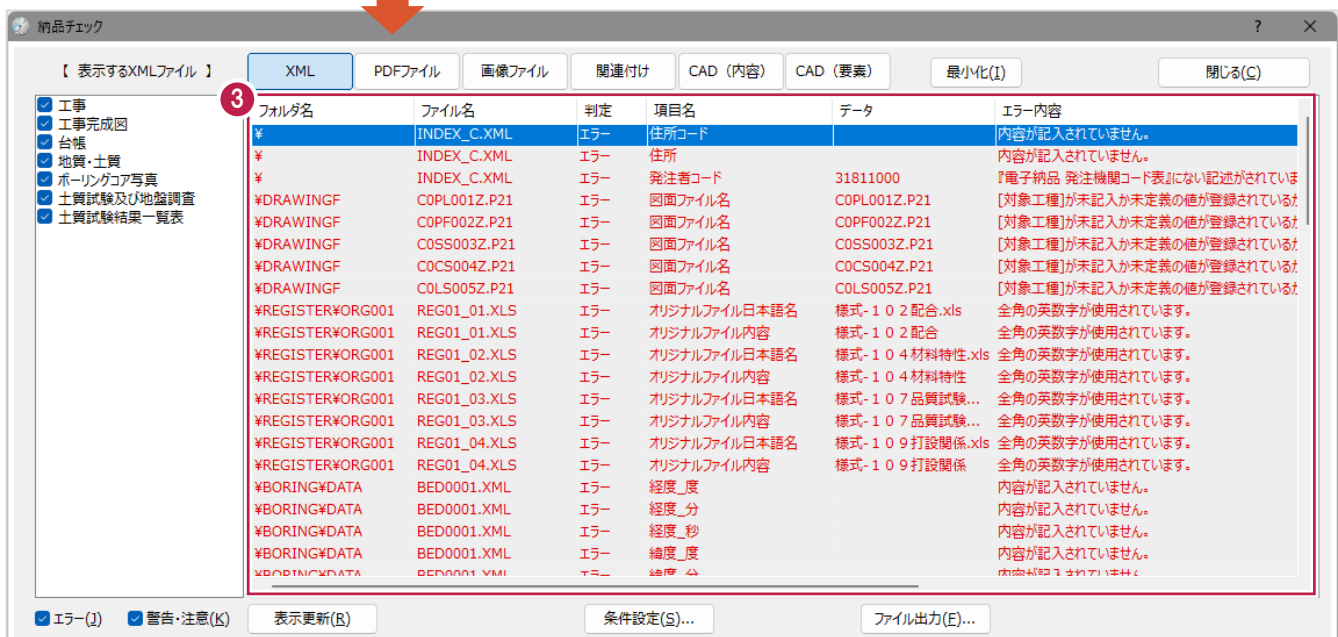 納品チェック ? ×
【 表示するXMLファイル 】 XML PDFファイル 画像ファイル 関連付け CAD（内容） CAD（要素） 最小化(I) 閉じる(C)
工事
工事完成図
台帳
地質・土質
ボーリングコア写真
土質試験及び地盤調査
土質試験結果一覧表
3
フォルダ名 ファイル名 判定 項目名 データ エラー内容
¥ INDEX_C.XML エラー 住所コード 内容が記入されていません。
¥ INDEX_C.XML エラー 住所 内容が記入されていません。
¥ INDEX_C.XML エラー 発注者コード 31811000 『電子納品 発注機関コード表』にない記述がされていま
¥DRAWINGF C0PL001Z.P21 エラー 図面ファイル名 C0PL001Z.P21 [対象工種]が未記入か未定義の値が登録されているか
¥DRAWINGF C0PF002Z.P21 エラー 図面ファイル名 C0PF002Z.P21 [対象工種]が未記入か未定義の値が登録されているか
¥DRAWINGF C0SS003Z.P21 エラー 図面ファイル名 C0SS003Z.P21 [対象工種]が未記入か未定義の値が登録されているか
¥DRAWINGF C0CS004Z.P21 エラー 図面ファイル名 C0CS004Z.P21 [対象工種]が未記入か未定義の値が登録されているか
¥DRAWINGF C0LS005Z.P21 エラー 図面ファイル名 C0LS005Z.P21 [対象工種]が未記入か未定義の値が登録されているか
¥REGISTER¥ORG001 REG01_01.XLS エラー オリジナルファイル日本語名 様式-１０２配合.xls 全角の英数字が使用されています。
¥REGISTER¥ORG001 REG01_01.XLS エラー オリジナルファイル内容 様式-１０２配合 全角の英数字が使用されています。
¥REGISTER¥ORG001 REG01_02.XLS エラー オリジナルファイル日本語名 様式-１０４材料特性.xls 全角の英数字が使用されています。
¥REGISTER¥ORG001 REG01_02.XLS エラー オリジナルファイル内容 様式-１０４材料特性 全角の英数字が使用されています。
¥REGISTER¥ORG001 REG01_03.XLS エラー オリジナルファイル日本語名 様式-１０７品質試験... 全角の英数字が使用されています。
¥REGISTER¥ORG001 REG01_03.XLS エラー オリジナルファイル内容 様式-１０７品質試験... 全角の英数字が使用されています。
¥REGISTER¥ORG001 REG01_04.XLS エラー オリジナルファイル日本語名 様式-１０９打設関係.xls 全角の英数字が使用されています。
¥REGISTER¥ORG001 REG01_04.XLS エラー オリジナルファイル内容 様式-１０９打設関係 全角の英数字が使用されています。
¥BORING¥DATA BED0001.XML エラー 経度_度 内容が記入されていません。
¥BORING¥DATA BED0001.XML エラー 経度_分 内容が記入されていません。
¥BORING¥DATA BED0001.XML エラー 経度_秒 内容が記入されていません。
¥BORING¥DATA BED0001.XML エラー 緯度_度 内容が記入されていません。
¥BORING¥DATA BED0001.XML エラー 緯度_分 内容が記入されていません
エラー(J) 警告・注意(K) 表示更新(R) 条件設定(S)... ファイル出力(F)...